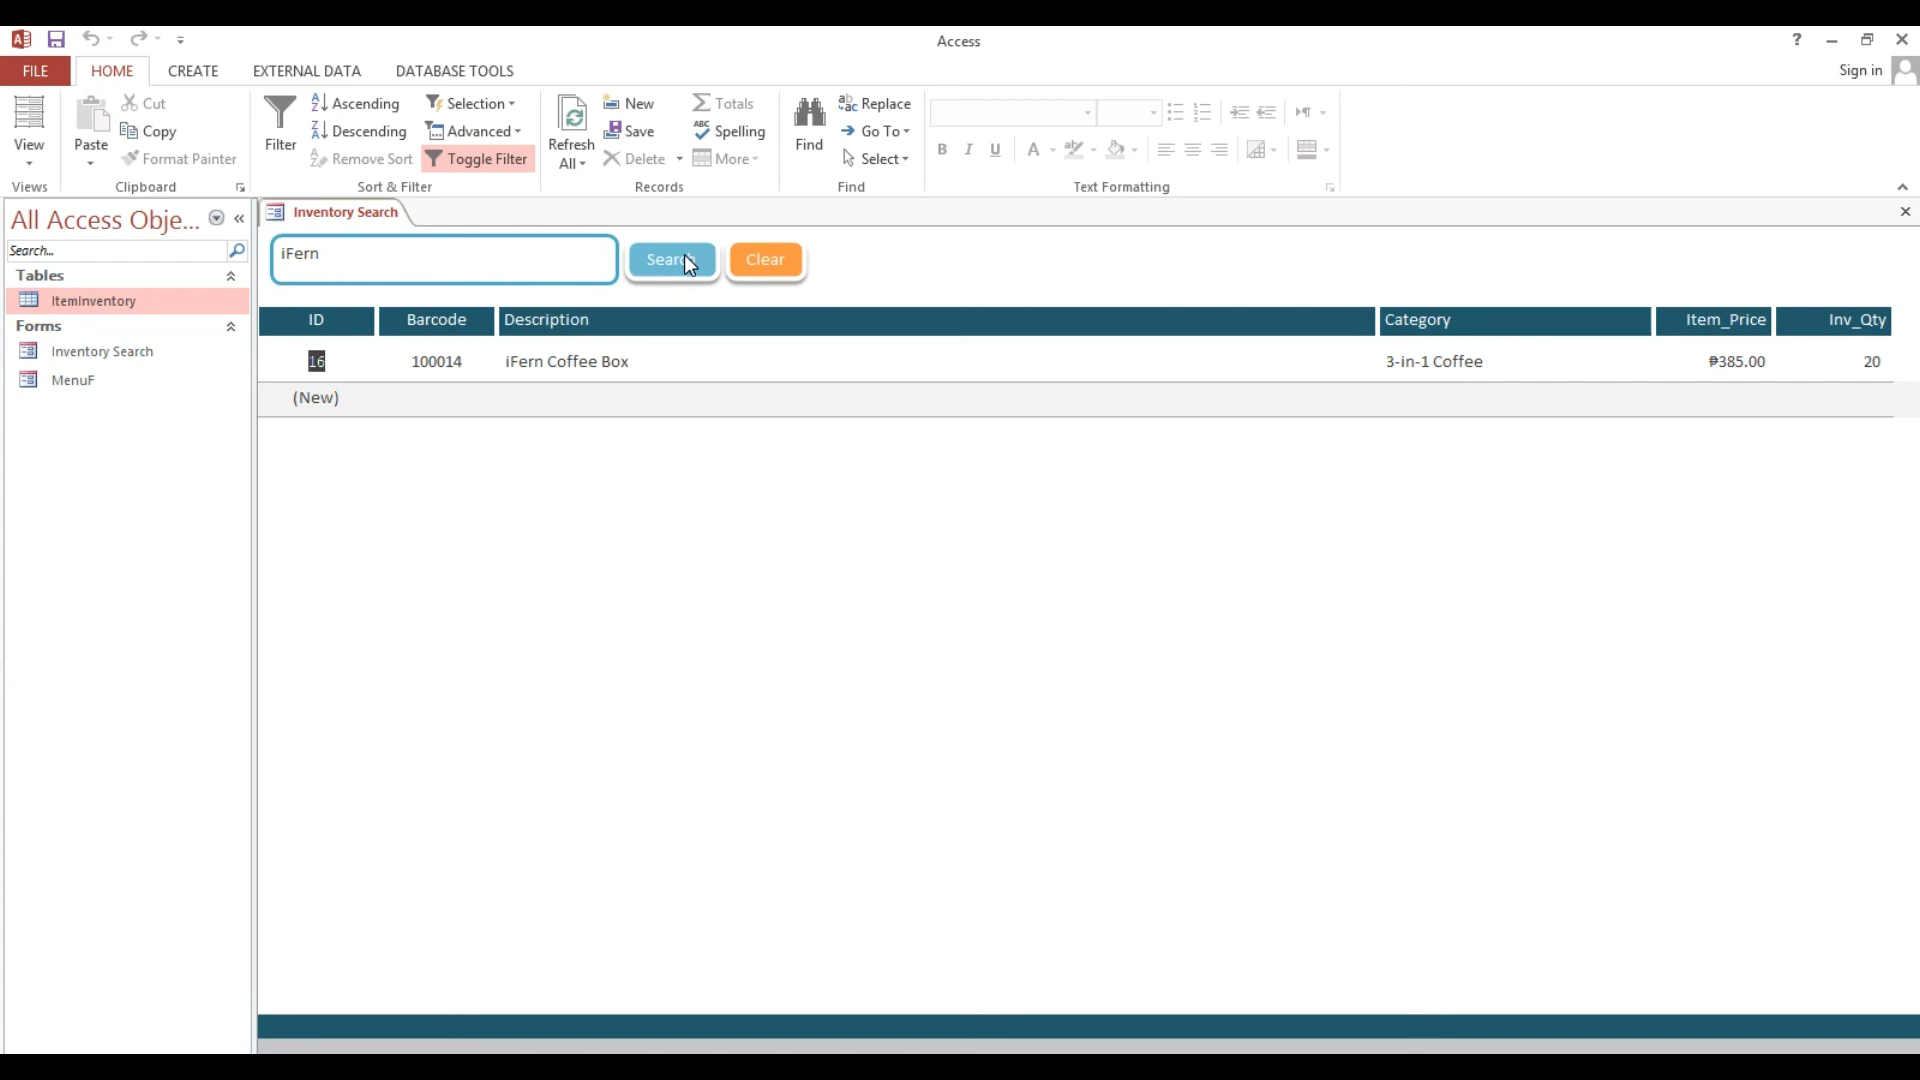 Access
?
FILE HOME CREATE EXTERNAL DATA DATABASE TOOLS Sign in
View
Views
Paste
Cut
Copy
Format Painter
Clipboard
Filter
Ascending
Descending
Remove Sort
Selection
Advanced
Toggle Filter
Sort & Filter
Refresh
All
New
Save
Delete
Totals
Spelling
More
Records
Find
Replace
Go To
Select
Find
B I U A
Text Formatting
All Access Obje...
Search...
Tables
ItemInventory
Forms
Inventory Search
MenuF
Inventory Search
iFern Search Clear
ID Barcode Description Category Item_Price Inv_Qty
16 100014 iFern Coffee Box 3-in-1 Coffee ₱385.00 20
(New)